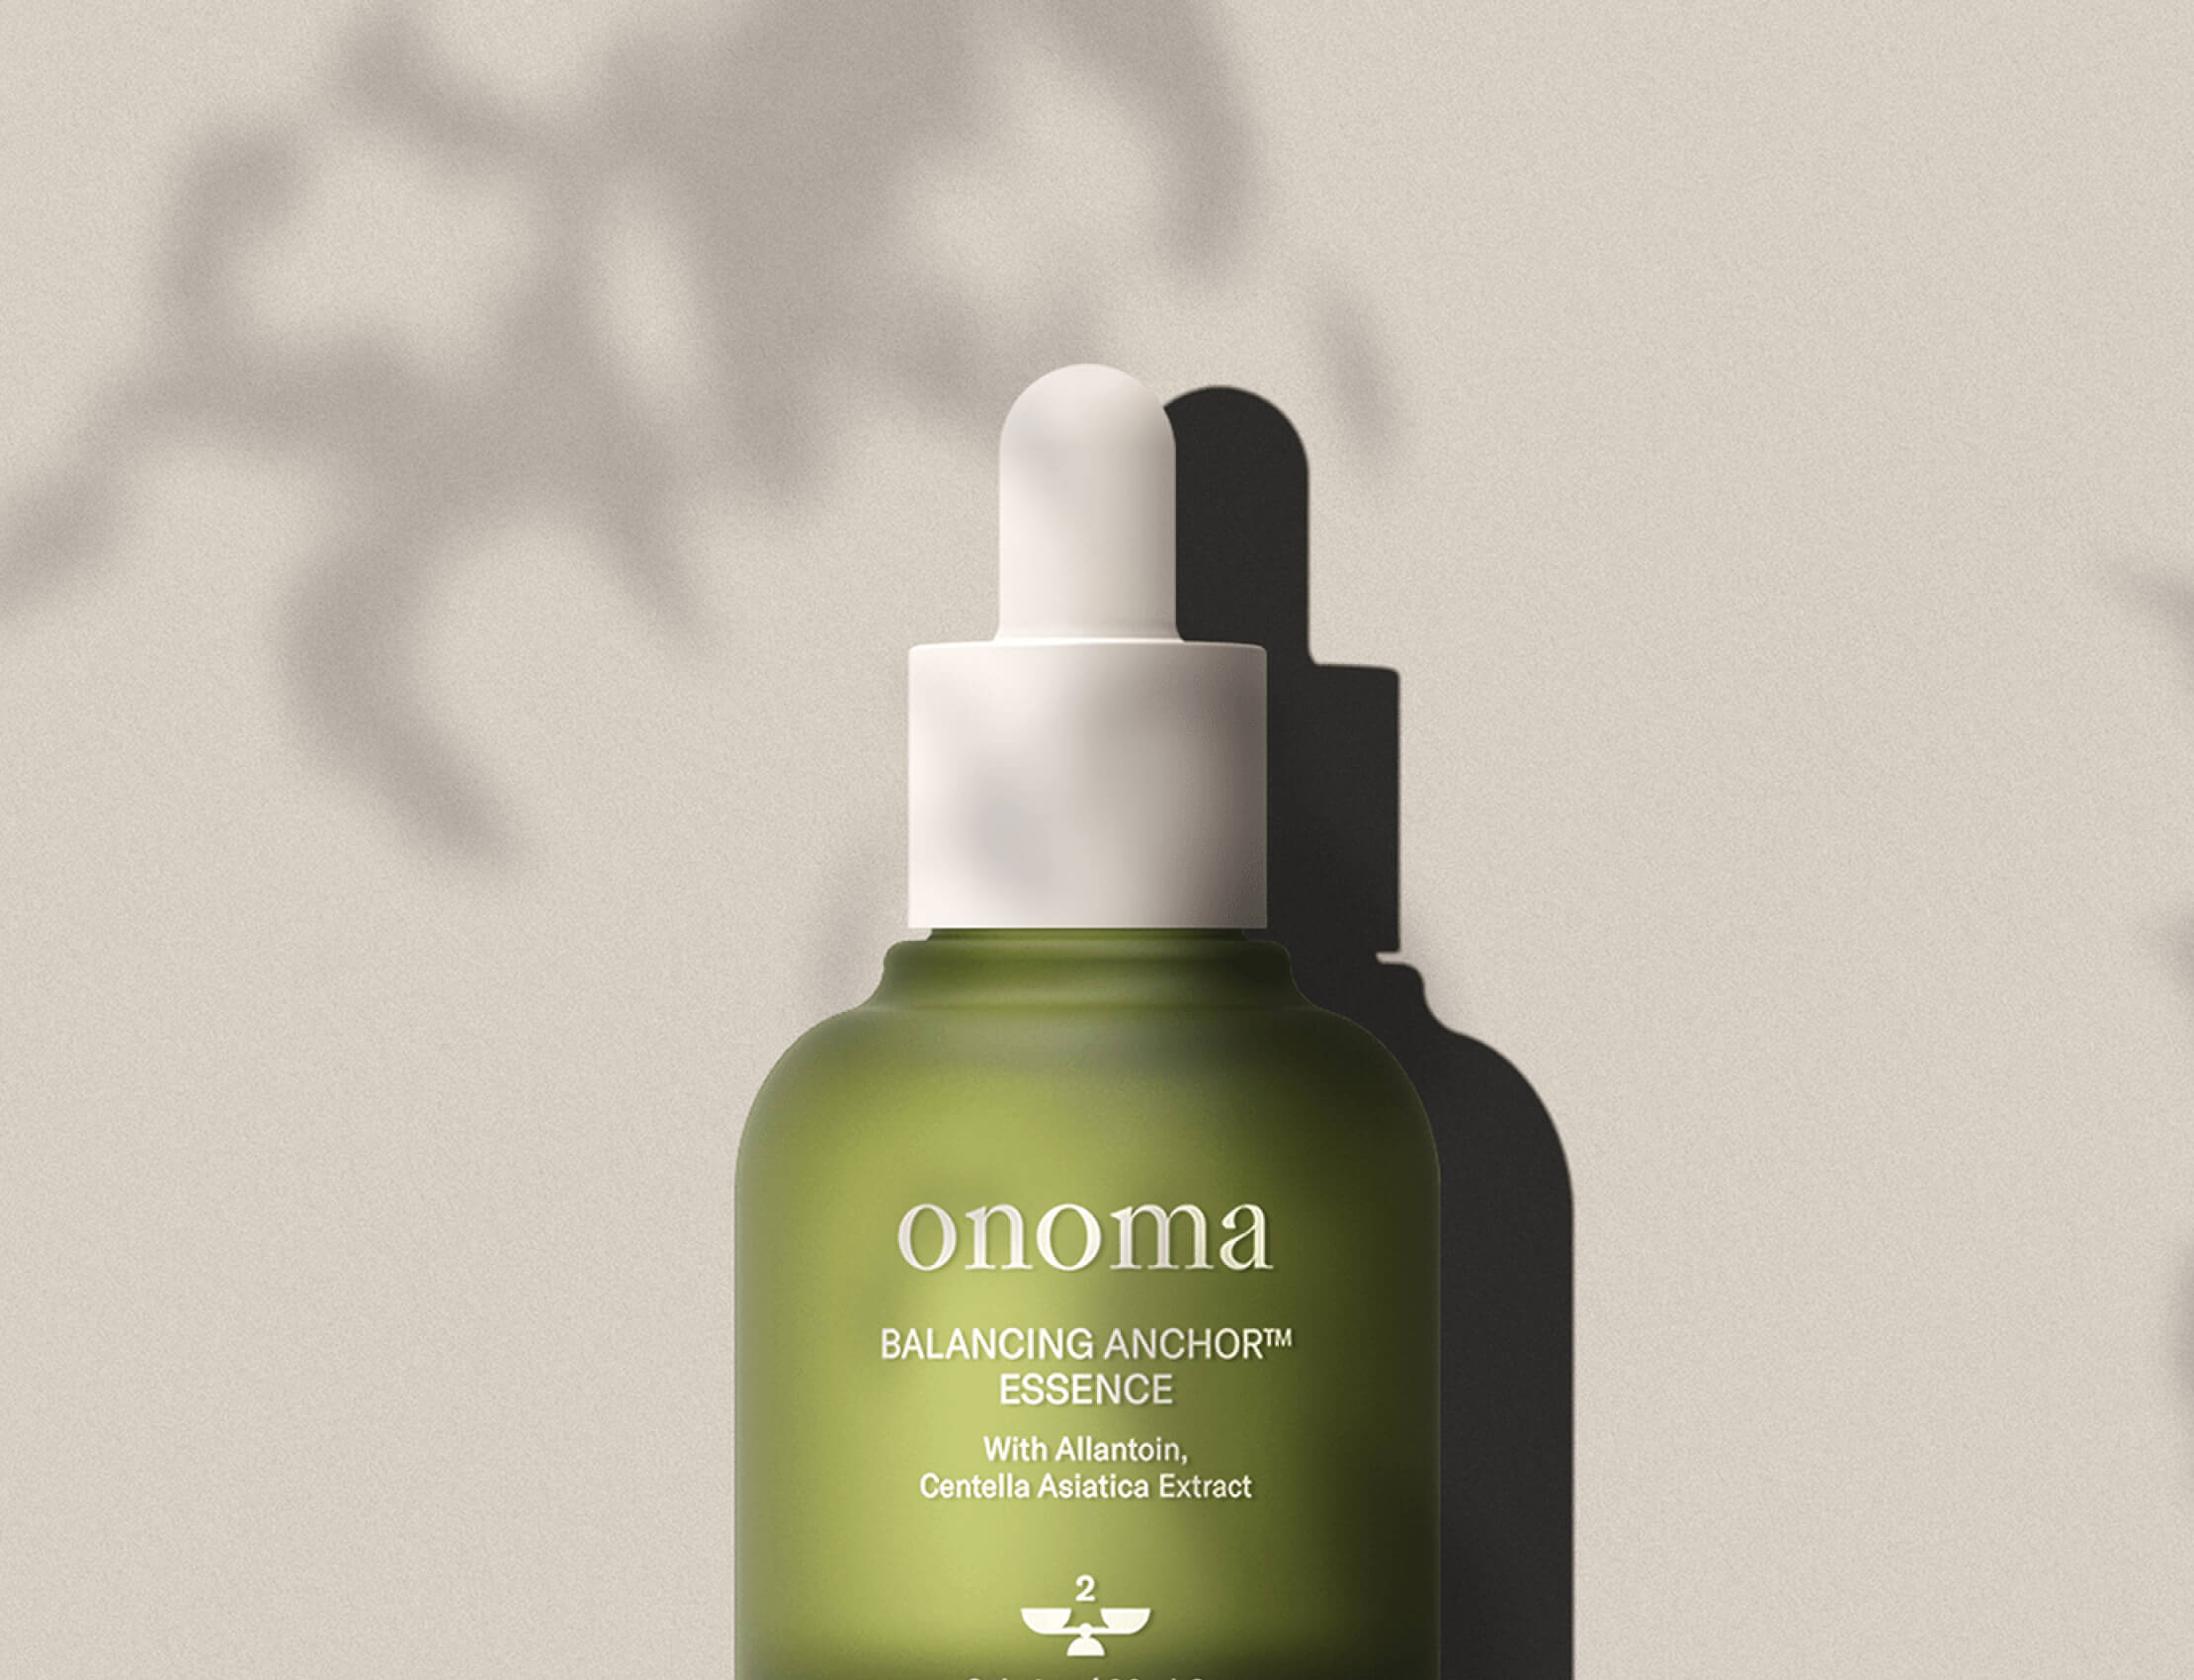 onoma
BALANCING ANCHOR™
ESSENCE
With Allantoin,
Centella Asiatica Extract
2